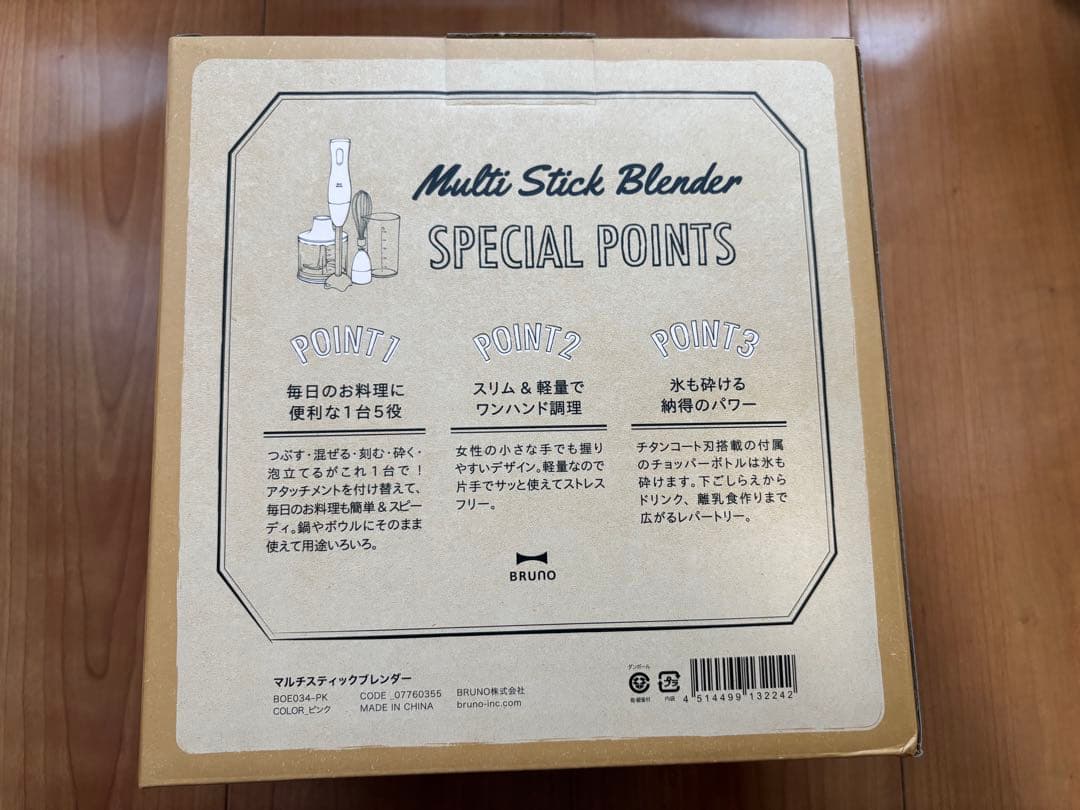 Multi Stick Blender
SPECIAL POINTS
POINT1
毎日のお料理に
便利な1台5役
つぶす・混ぜる・刻む・砕く・
泡立てるがこれ1台で！
アタッチメントを付け替えて、
毎日のお料理も簡単＆スピー
ディ。鍋やボウルにそのまま
使えて用途いろいろ。
POINT2
スリム & 軽量で
ワンハンド調理
女性の小さな手でも握り
やすいデザイン。軽量なので
片手でサッと使えてストレス
フリー。
POINT3
氷も砕ける
納得のパワー
チタンコート刃搭載の付属
のチョッパーボトルは氷も
砕けます。下ごしらえから
ドリンク、離乳食作りまで
広がるレパートリー。
BRUNO
マルチスティックブレンダー
BOE034-PK
COLOR_ピンク
CODE _07760355
MADE IN CHINA
BRUNO株式会社
bruno-inc.com
ダンボール
プラ
内袋
4 514499 132242